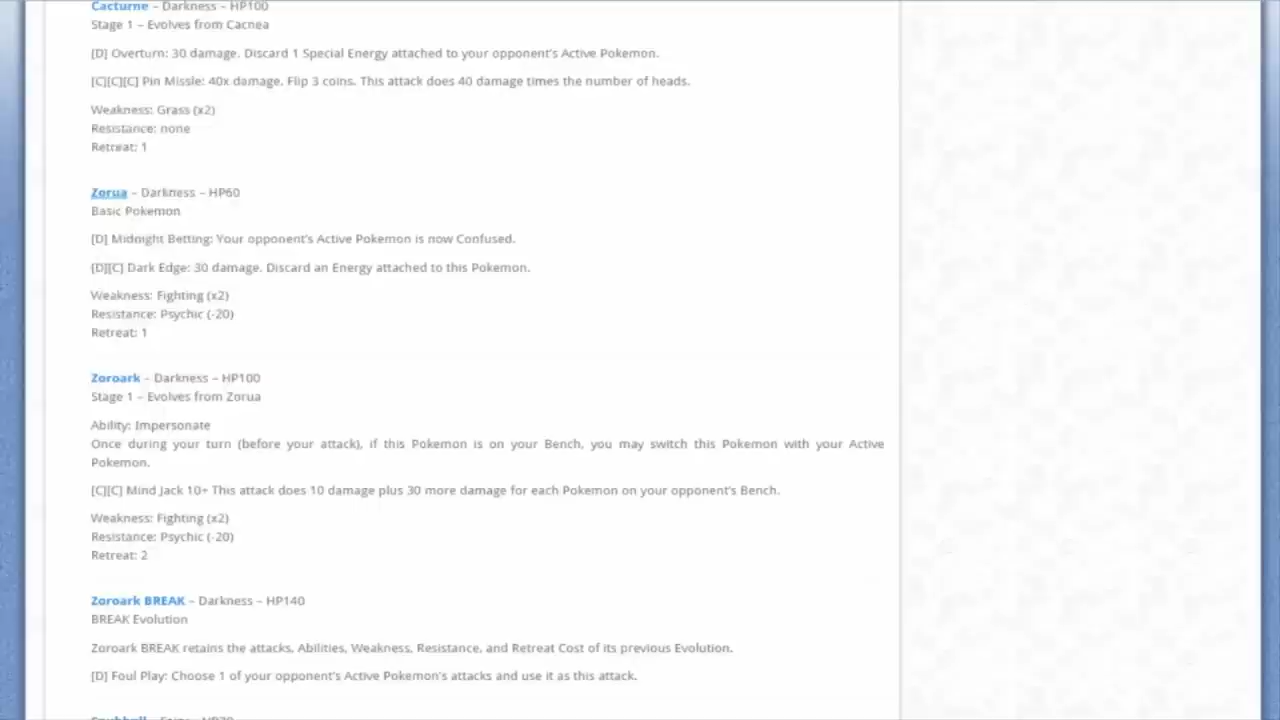 Cacturne – Darkness – HP100
Stage 1 – Evolves from Cacnea
[D] Overturn: 30 damage. Discard 1 Special Energy attached to your opponent's Active Pokemon.
[C][C][C] Pin Missle: 40x damage. Flip 3 coins. This attack does 40 damage times the number of heads.
Weakness: Grass (x2)
Resistance: none
Retreat: 1
Zorua – Darkness – HP60
Basic Pokemon
[D] Midnight Betting: Your opponent's Active Pokemon is now Confused.
[D][C] Dark Edge: 30 damage. Discard an Energy attached to this Pokemon.
Weakness: Fighting (x2)
Resistance: Psychic (-20)
Retreat: 1
Zoroark – Darkness – HP100
Stage 1 – Evolves from Zorua
Ability: Impersonate
Once during your turn (before your attack), if this Pokemon is on your Bench, you may switch this Pokemon with your Active
Pokemon.
[C][C] Mind Jack 10+ This attack does 10 damage plus 30 more damage for each Pokemon on your opponent's Bench.
Weakness: Fighting (x2)
Resistance: Psychic (-20)
Retreat: 2
Zoroark BREAK – Darkness – HP140
BREAK Evolution
Zoroark BREAK retains the attacks, Abilities, Weakness, Resistance, and Retreat Cost of its previous Evolution.
[D] Foul Play: Choose 1 of your opponent's Active Pokemon's attacks and use it as this attack.